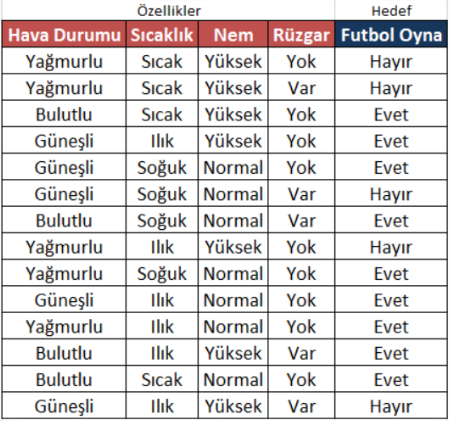 Özellikler Hedef
Hava Durumu Sıcaklık Nem Rüzgar Futbol Oyna
Yağmurlu Sıcak Yüksek Yok Hayır
Yağmurlu Sıcak Yüksek Var Hayır
Bulutlu Sıcak Yüksek Yok Evet
Güneşli Ilık Yüksek Yok Evet
Güneşli Soğuk Normal Yok Evet
Güneşli Soğuk Normal Var Hayır
Bulutlu Soğuk Normal Var Evet
Yağmurlu Ilık Yüksek Yok Hayır
Yağmurlu Soğuk Normal Yok Evet
Güneşli Ilık Normal Yok Evet
Yağmurlu Ilık Normal Yok Evet
Bulutlu Ilık Yüksek Var Evet
Bulutlu Sıcak Normal Yok Evet
Güneşli Ilık Yüksek Var Hayır